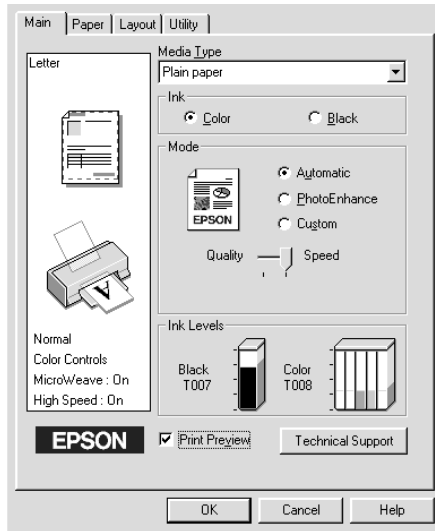 Main Paper Layout Utility
Letter
Media Type
Plain paper
Ink
Color Black
Mode
EPSON
Automatic
PhotoEnhance
Custom
Quality Speed
A
Normal
Color Controls
MicroWeave : On
High Speed : On
Ink Levels
Black
T007
Color
T008
EPSON
Print Preview
Technical Support
OK Cancel Help